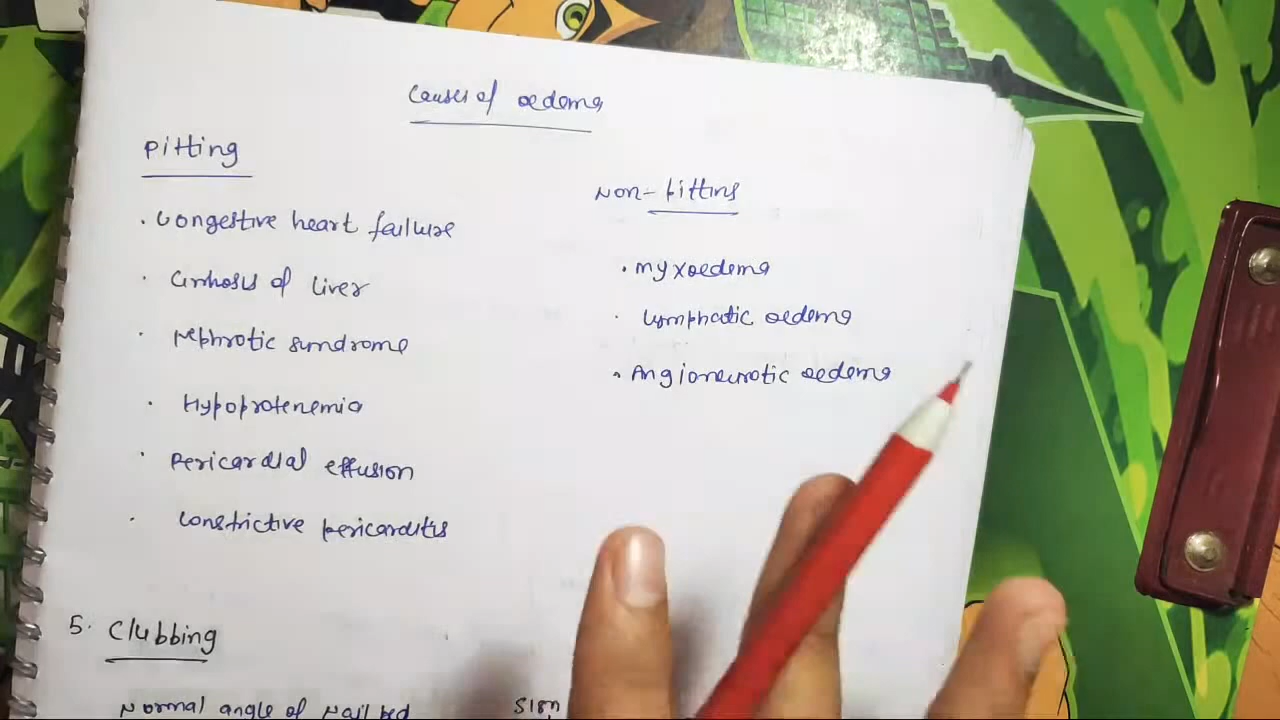 Causes of oedema
Pitting
. Congestive heart failure
. Cirrhosis of Liver
. Nephrotic syndrome
. Hypoprotenemia
. Pericardial effusion
. Constrictive pericarditis
Non-pitting
. Myxoedema
. Lymphatic oedema
. Angioneurotic oedema
5. Clubbing
Normal angle of Nail bed
Sign